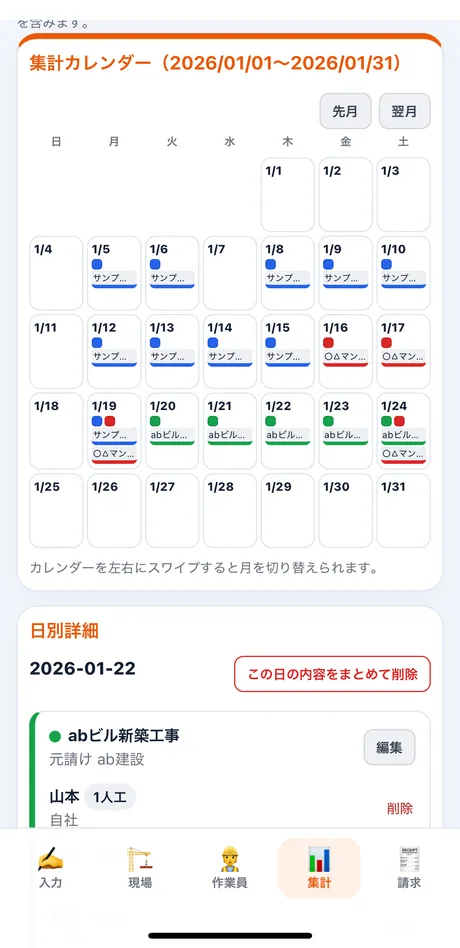 を含みます。
集計カレンダー（2026/01/01〜2026/01/31）
先月 翌月
日 月 火 水 木 金 土
1/1 1/2 1/3
1/4 1/5 1/6 1/7 1/8 1/9 1/10
サンプ… サンプ… サンプ… サンプ… サンプ…
1/11 1/12 1/13 1/14 1/15 1/16 1/17
サンプ… サンプ… サンプ… サンプ… ○△マン… ○△マン…
1/18 1/19 1/20 1/21 1/22 1/23 1/24
サンプ… abビル… abビル… abビル… abビル… abビル…
○△マン… ○△マン…
1/25 1/26 1/27 1/28 1/29 1/30 1/31
カレンダーを左右にスワイプすると月を切り替えられます。
日別詳細
2026-01-22 この日の内容をまとめて削除
abビル新築工事
元請け ab建設
編集
山本 1人工
自社
削除
入力 現場 作業員 集計 請求